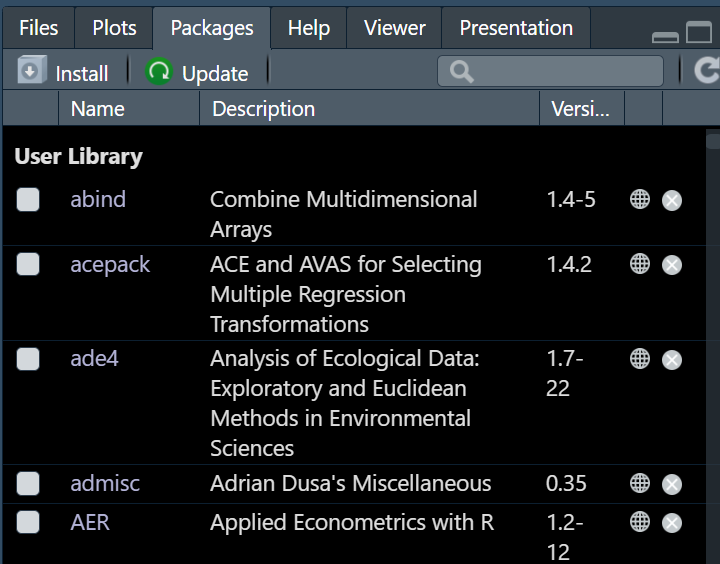 Files Plots Packages Help Viewer Presentation
Install Update
Name Description Versi...
User Library
abind Combine Multidimensional 1.4-5
Arrays
acepack ACE and AVAS for Selecting 1.4.2
Multiple Regression
Transformations
ade4 Analysis of Ecological Data: 1.7-
Exploratory and Euclidean 22
Methods in Environmental
Sciences
admisc Adrian Dusa's Miscellaneous 0.35
AER Applied Econometrics with R 1.2-
12